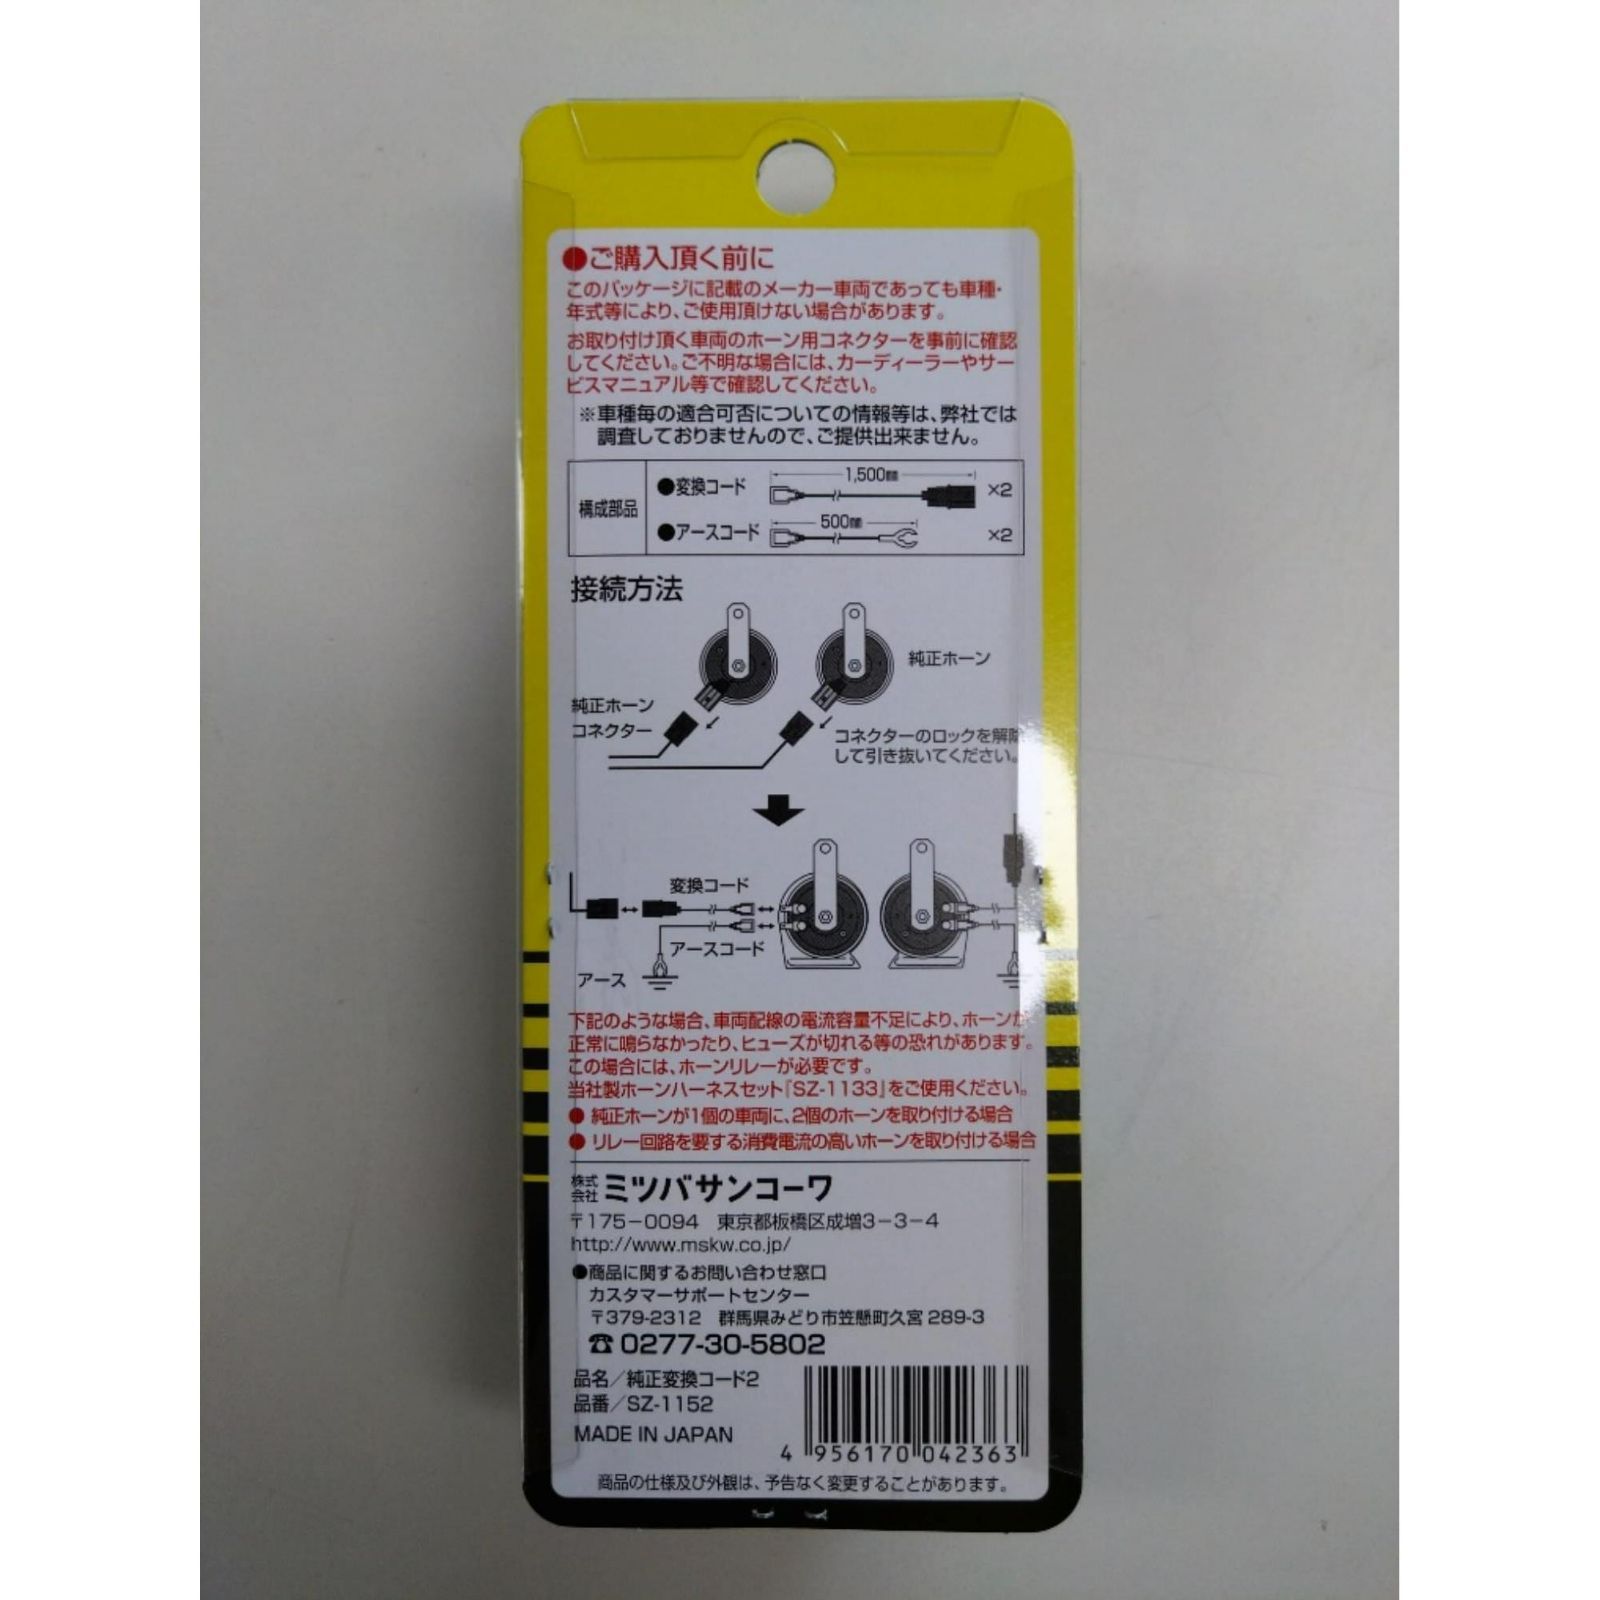 ●ご購入頂く前に
このパッケージに記載のメーカー車両であっても車種・
年式等により、ご使用頂けない場合があります。
お取り付け頂く車両のホーン用コネクターを事前に確認
してください。ご不明な場合には、カーディーラーやサー
ビスマニュアル等で確認してください。
※車種毎の適合可否についての情報等は、弊社では
調査しておりませんので、ご提供出来ません。
構成部品
●変換コード 1,500㎜ ×2
●アースコード 500㎜ ×2
接続方法
純正ホーン
純正ホーン
コネクター
コネクターのロックを解除
して引き抜いてください。
変換コード
アースコード
アース
下記のような場合、車両配線の電流容量不足により、ホーンが
正常に鳴らなかったり、ヒューズが切れる等の恐れがあります。
この場合には、ホーンリレーが必要です。
当社製ホーンハーネスセット『SZ-1133』をご使用ください。
● 純正ホーンが1個の車両に、2個のホーンを取り付ける場合
● リレー回路を要する消費電流の高いホーンを取り付ける場合
株式会社 ミツバサンコーワ
〒175-0094 東京都板橋区成増3-3-4
http://www.mskw.co.jp/
●商品に関するお問い合わせ窓口
カスタマーサポートセンター
〒379-2312 群馬県みどり市笠懸町久宮 289-3
☎ 0277-30-5802
品名/純正変換コード2
品番/SZ-1152
MADE IN JAPAN
4 956170 042363
商品の仕様及び外観は、予告なく変更することがあります。